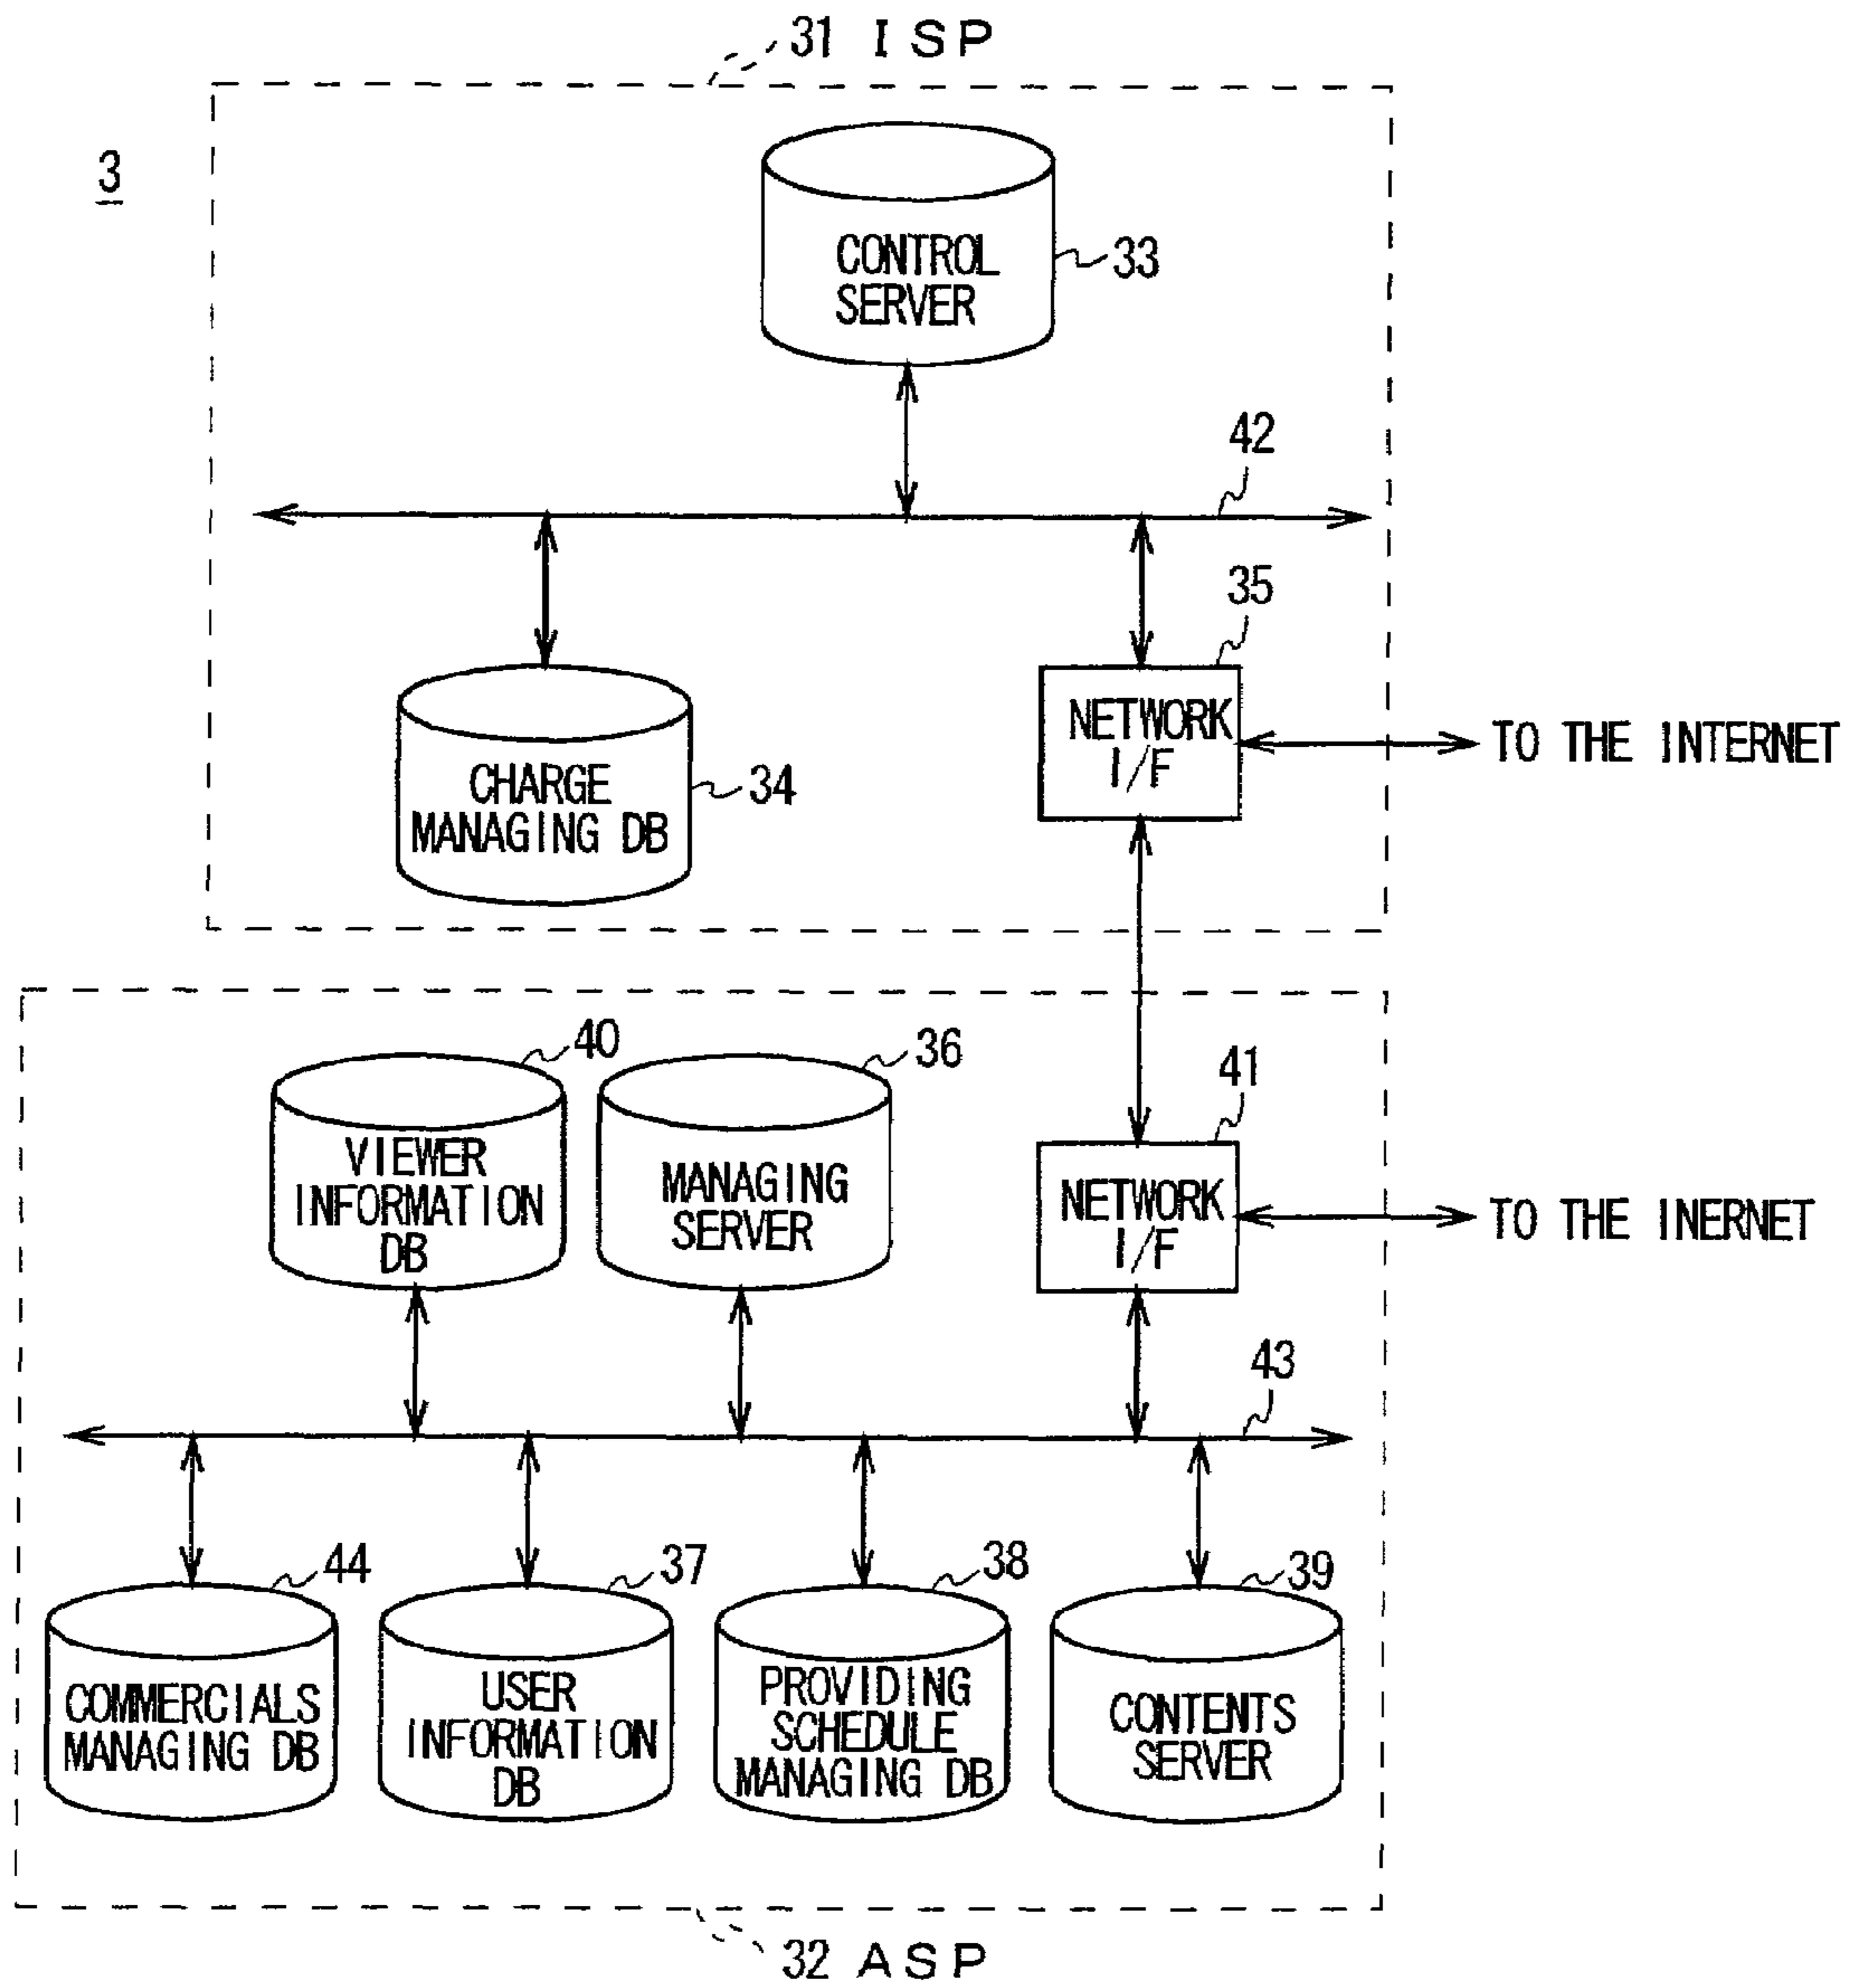 31 ISP
3
CONTROL
SERVER
33
42
35
NETWORK
I/F
TO THE INTERNET
CHARGE
MANAGING DB
34
40
36
41
VIEWER
INFORMATION
DB
MANAGING
SERVER
NETWORK
I/F
TO THE INERNET
43
44
37
38
39
COMMERCIALS
MANAGING DB
USER
INFORMATION
DB
PROVIDING
SCHEDULE
MANAGING DB
CONTENTS
SERVER
32 ASP